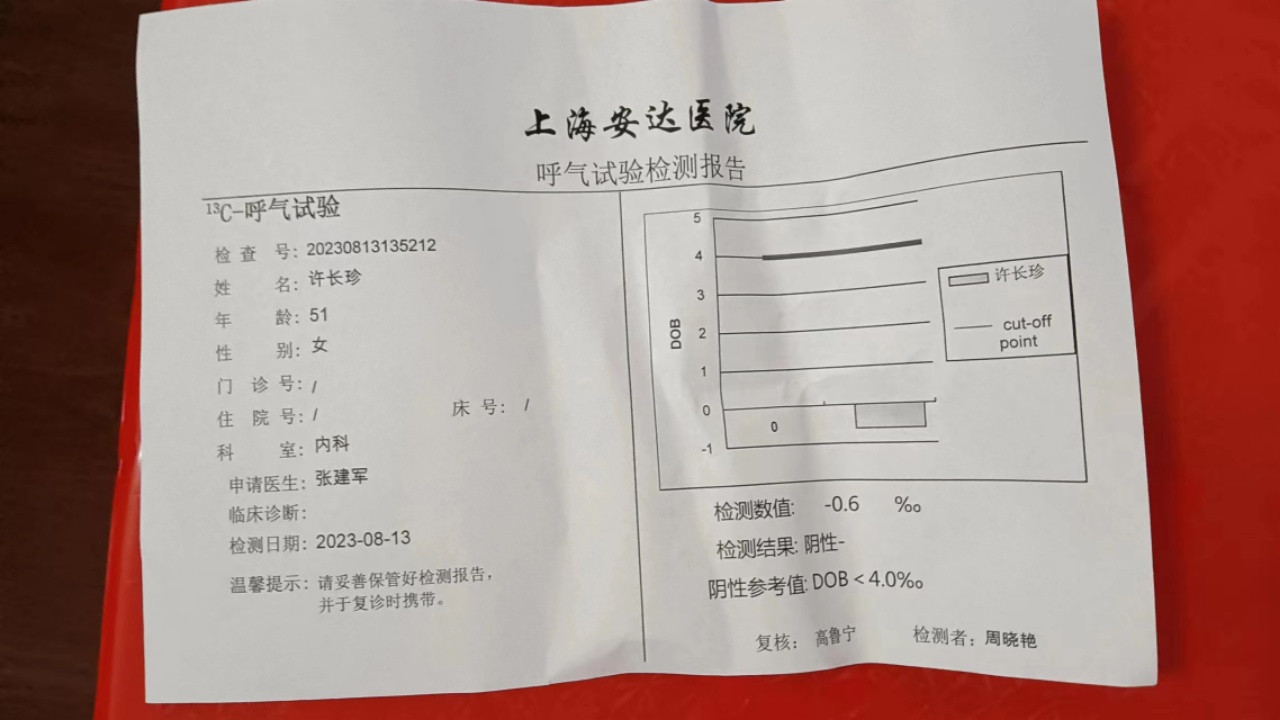 上海安达医院
呼气试验检测报告
¹³C-呼气试验
检 查 号: 20230813135212
姓 名: 许长珍
年 龄: 51
性 别: 女
门 诊 号: /
住 院 号: / 床 号: /
科 室: 内科
申请医生: 张建军
临床诊断:
检测日期: 2023-08-13
温馨提示: 请妥善保管好检测报告,
并于复诊时携带。
DOB
5
4
3
2
1
0
-1
0
许长珍
cut-off
point
检测数值: -0.6 ‰
检测结果: 阴性-
阴性参考值: DOB < 4.0‰
复核: 高鲁宁 检测者: 周晓艳